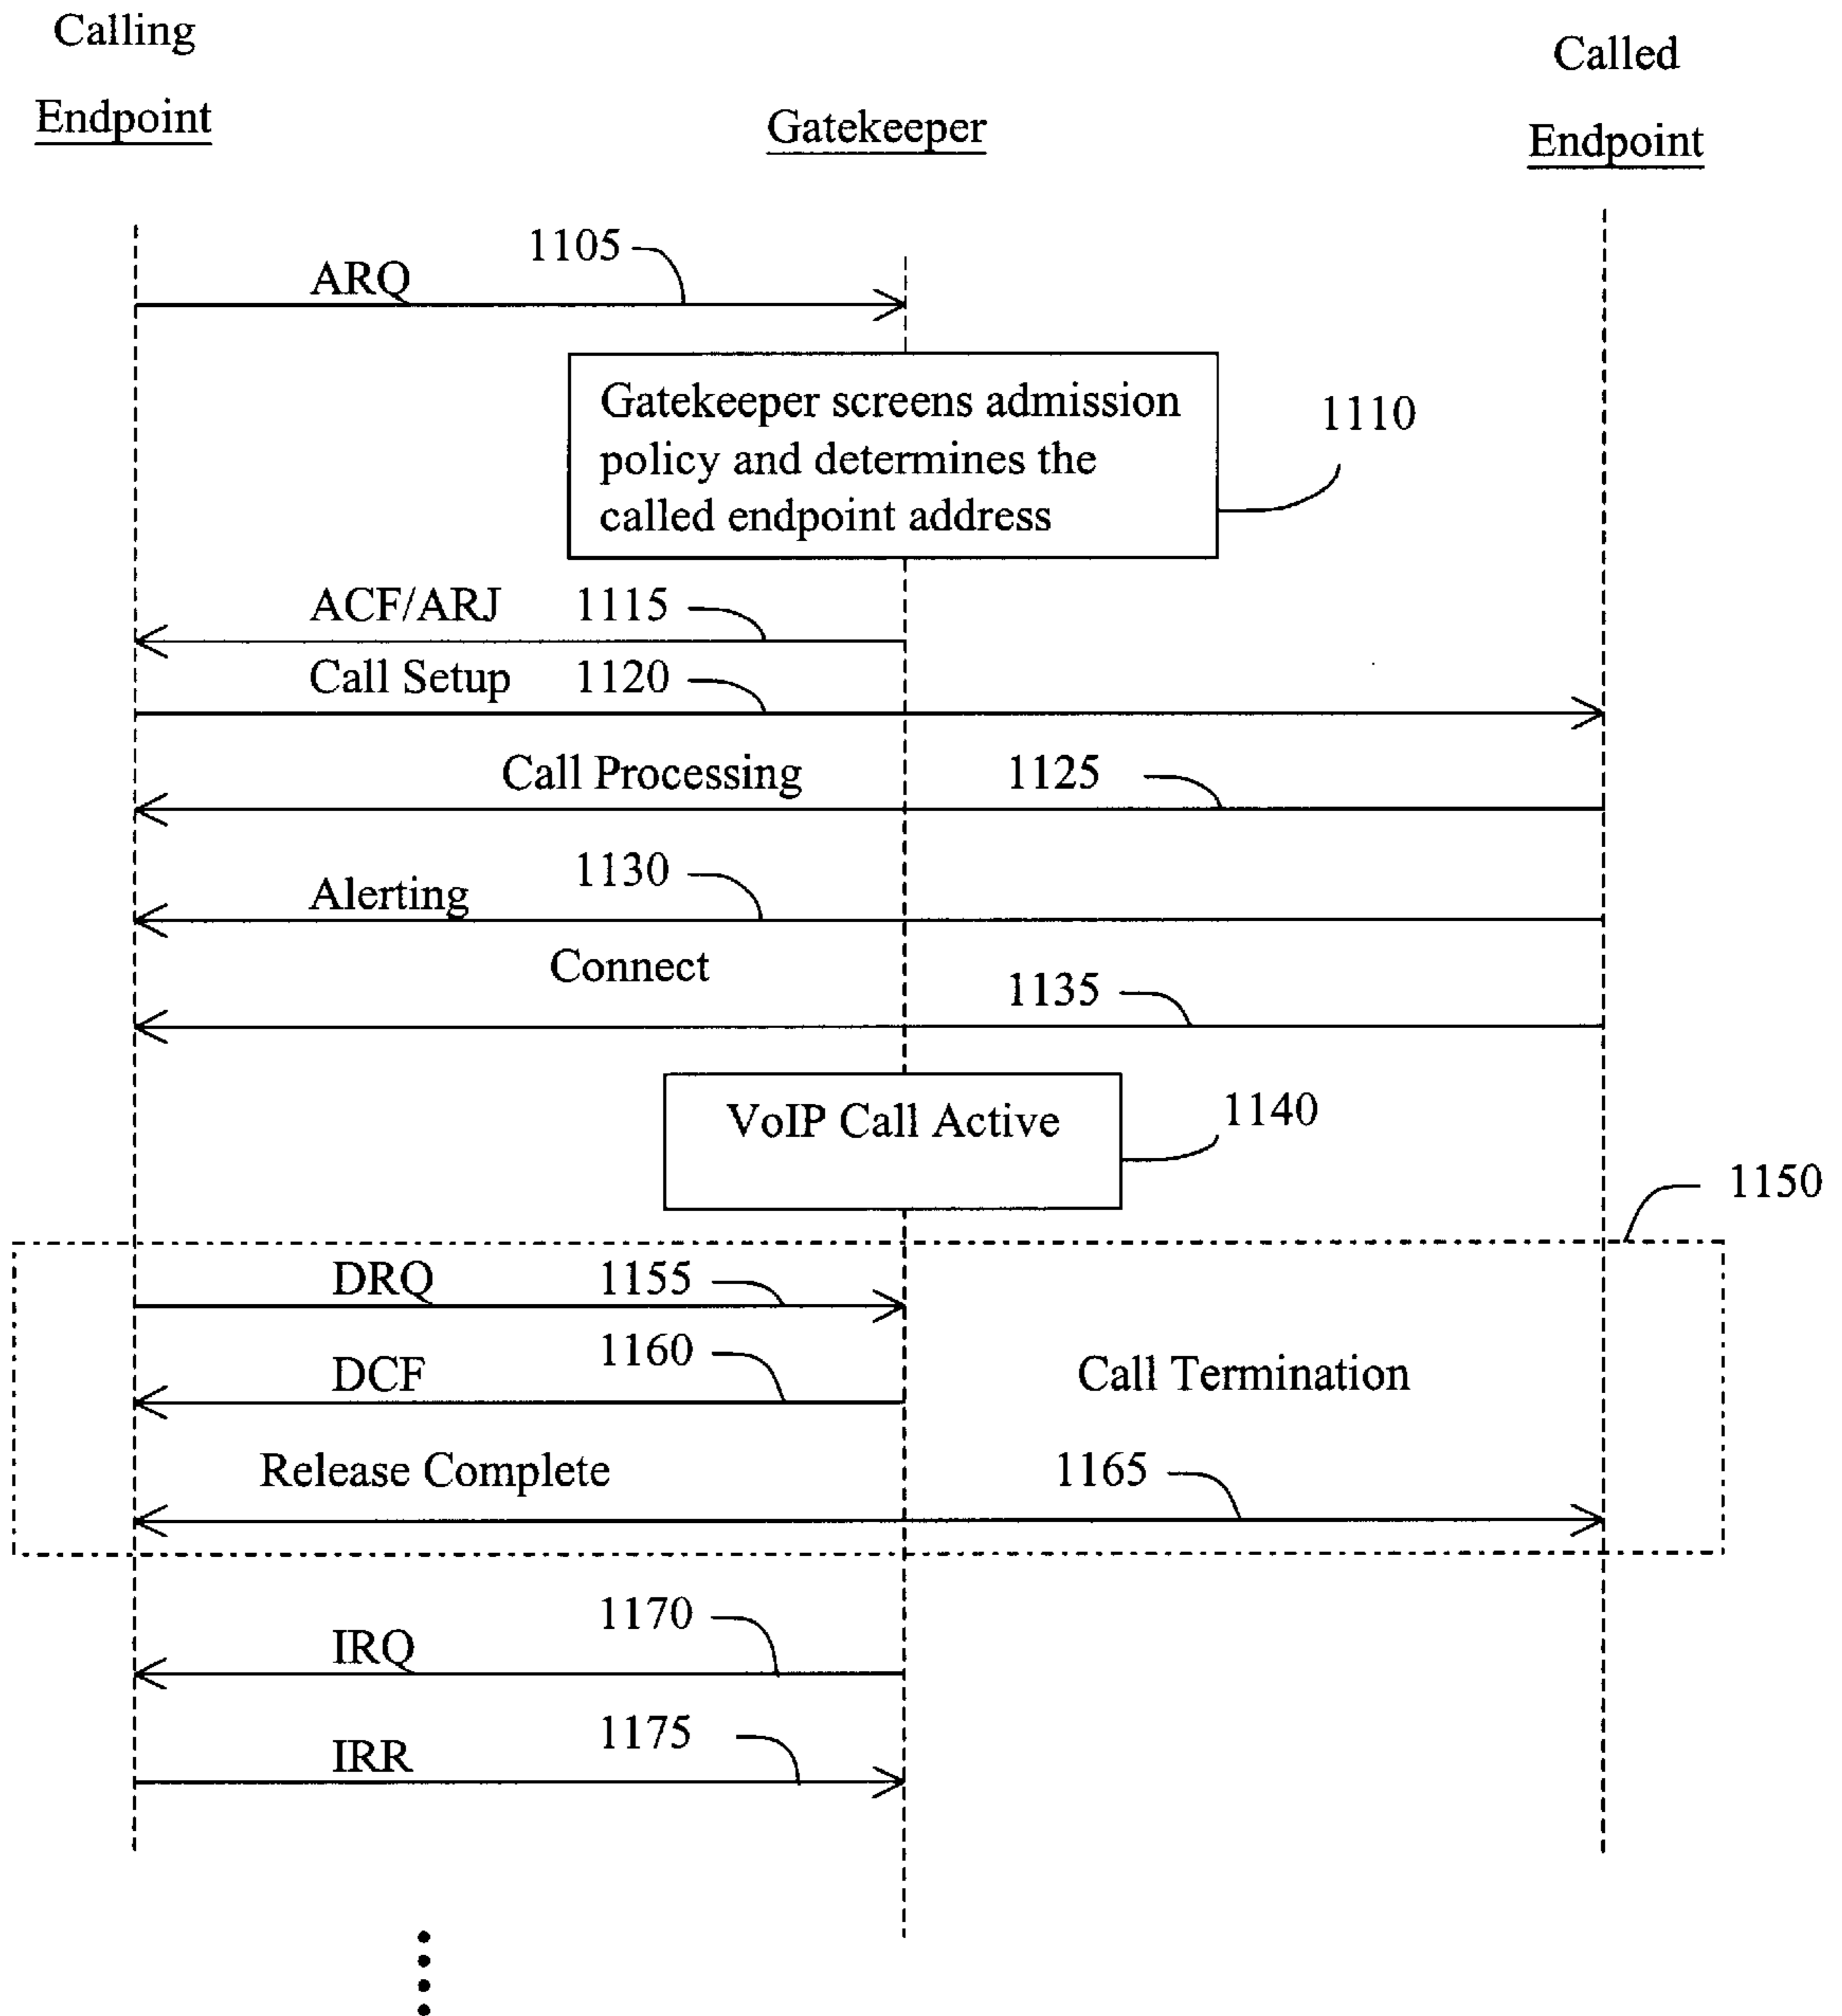 Calling
Endpoint
Gatekeeper
Called
Endpoint
1105
ARQ
Gatekeeper screens admission
policy and determines the
called endpoint address
1110
ACF/ARJ 1115
Call Setup 1120
Call Processing 1125
Alerting 1130
Connect
1135
VoIP Call Active
1140
1150
DRQ 1155
DCF 1160
Call Termination
Release Complete 1165
IRQ 1170
IRR 1175